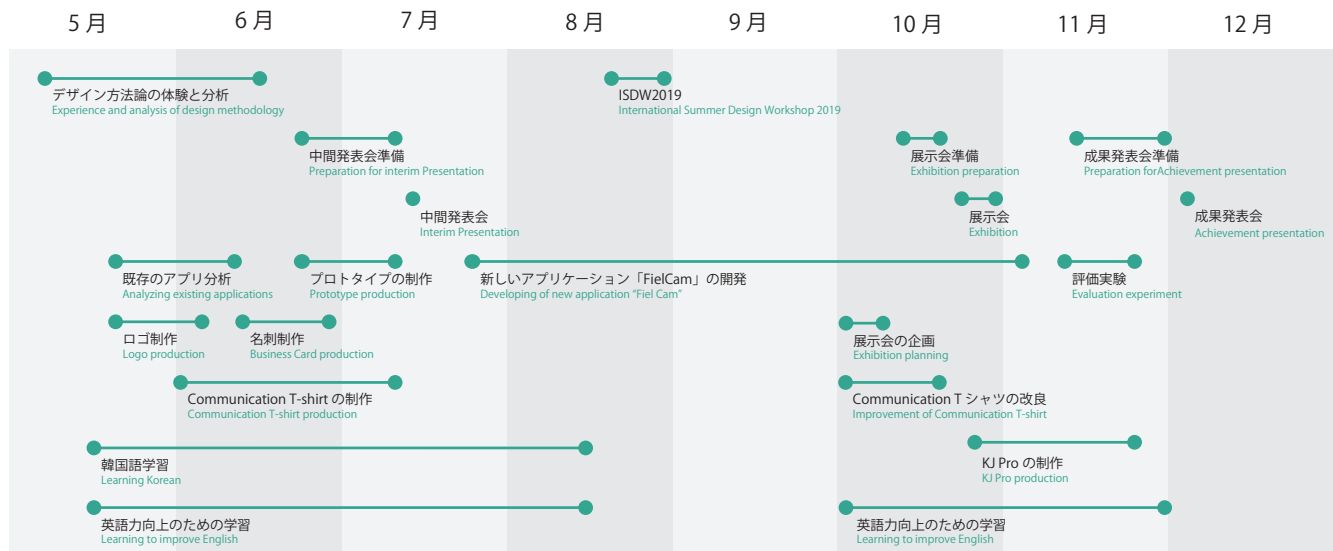 5 月
6 月
7 月
8 月
9 月
10 月
11 月
12 月
デザイン方法論の体験と分析
Experience and analysis of design methodology
ISDW2019
International Summer Design Workshop 2019
中間発表会準備
Preparation for interim Presentation
展示会準備
Exhibition preparation
成果発表会準備
Preparation forAchievement presentation
中間発表会
Interim Presentation
展示会
Exhibition
成果発表会
Achievement presentation
既存のアプリ分析
Analyzing existing applications
プロトタイプの制作
Prototype production
新しいアプリケーション「FielCam」の開発
Developing of new application "Fiel Cam"
評価実験
Evaluation experiment
ロゴ制作
Logo production
名刺制作
Business Card production
展示会の企画
Exhibition planning
Communication T-shirt の制作
Communication T-shirt production
Communication T シャツの改良
Improvement of Communication T-shirt
韓国語学習
Learning Korean
KJ Pro の制作
KJ Pro production
英語力向上のための学習
Learning to improve English
英語力向上のための学習
Learning to improve English